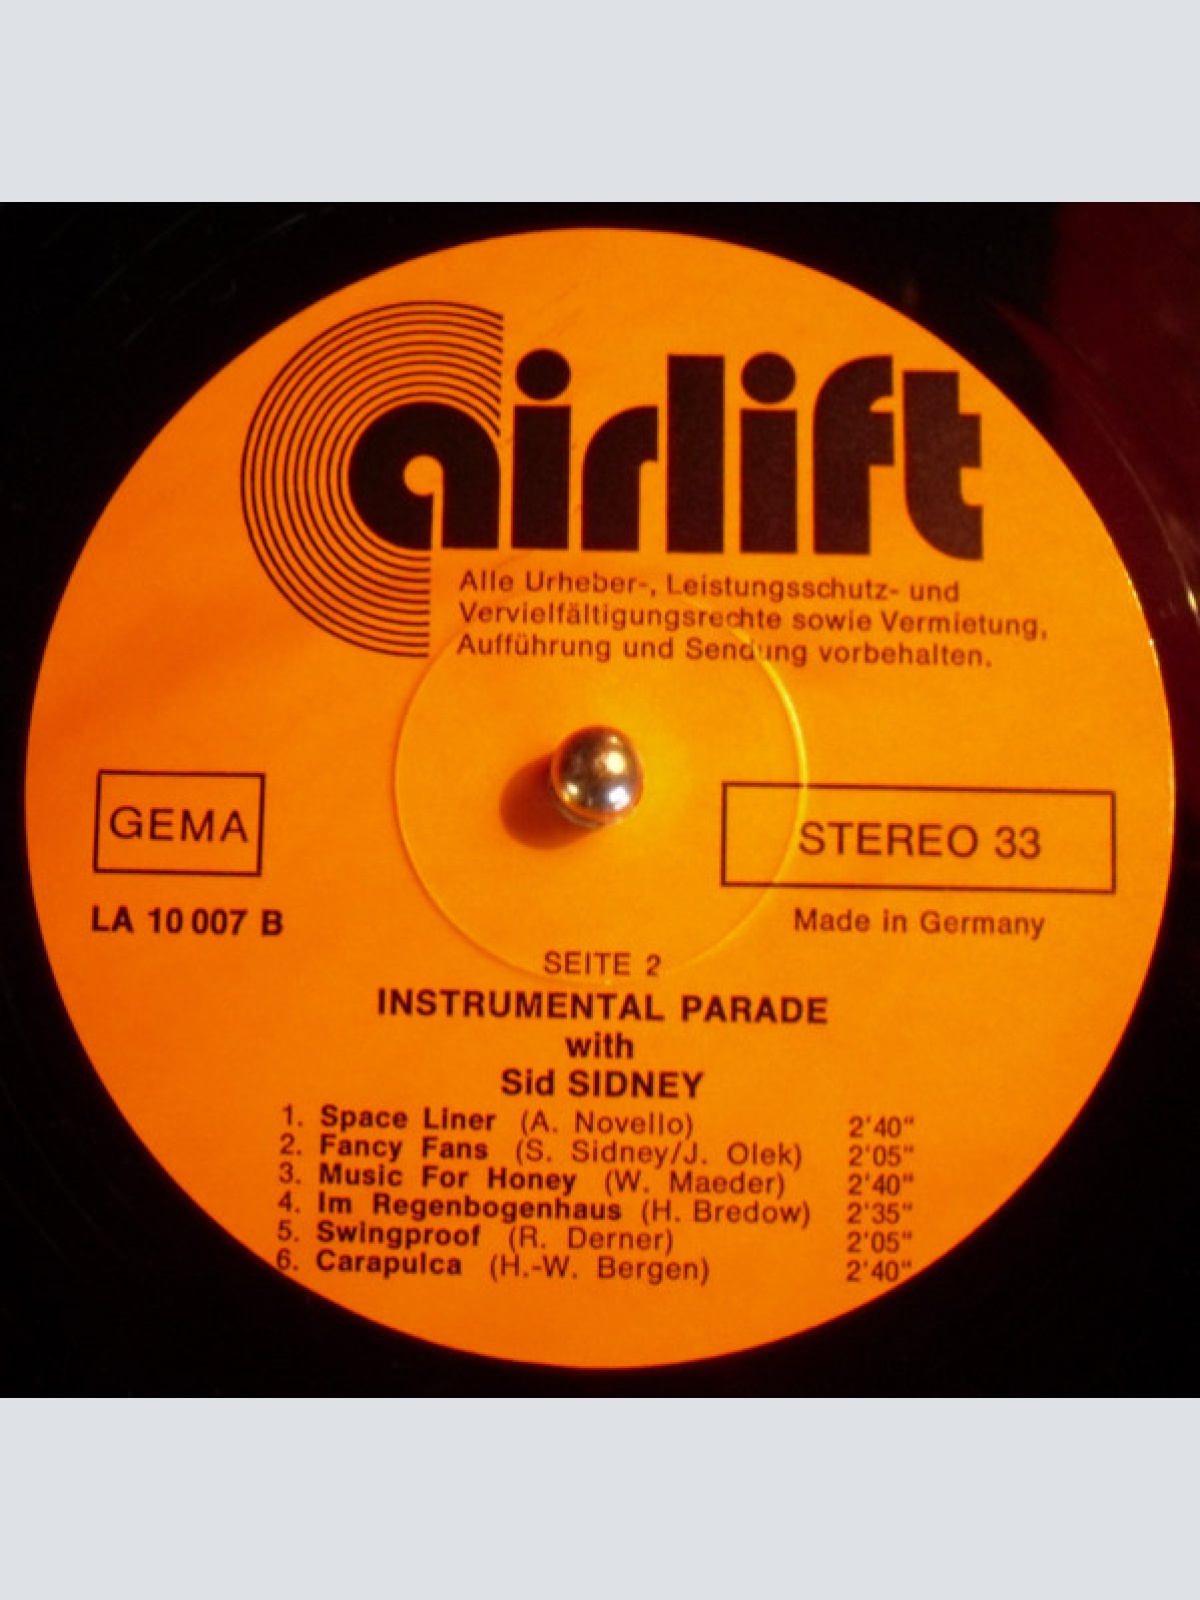 airlift
Alle Urheber-, Leistungsschutz- und
Vervielfältigungsrechte sowie Vermietung,
Aufführung und Sendung vorbehalten.
GEMA
STEREO 33
LA 10 007 B
Made in Germany
SEITE 2
INSTRUMENTAL PARADE
with
Sid SIDNEY
1. Space Liner (A. Novello) 2'40"
2. Fancy Fans (S. Sidney/J. Olek) 2'05"
3. Music For Honey (W. Maeder) 2'40"
4. Im Regenbogenhaus (H. Bredow) 2'35"
5. Swingproof (R. Derner) 2'05"
6. Carapulca (H.-W. Bergen) 2'40"